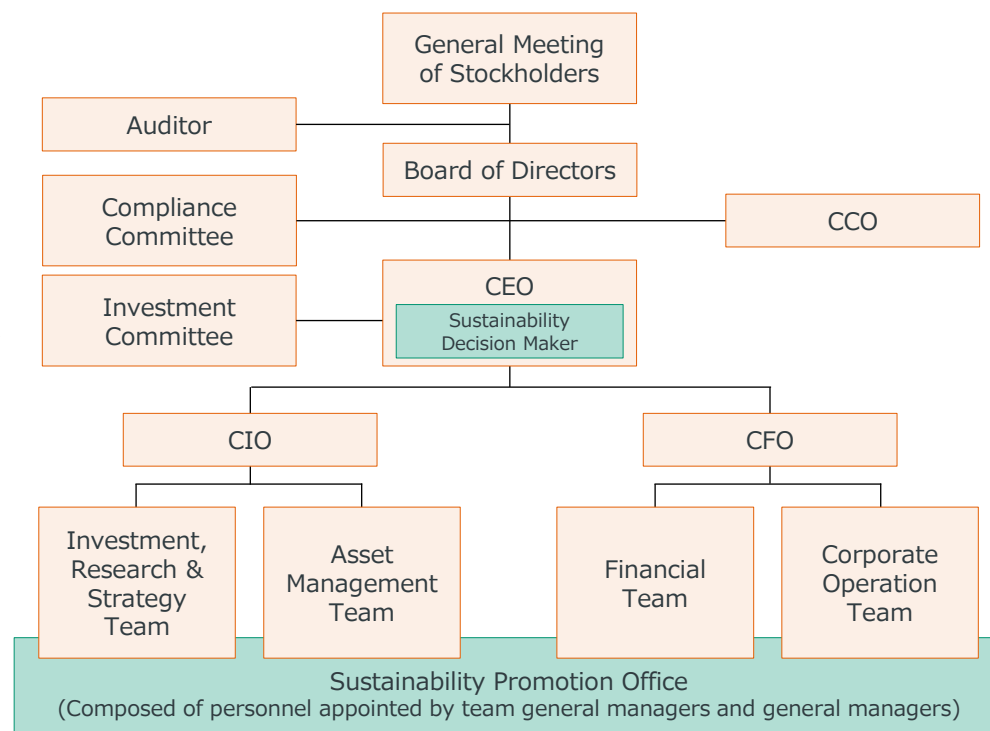 General Meeting
of Stockholders
Auditor
Board of Directors
Compliance
Committee
CCO
CEO
Sustainability
Decision Maker
Investment
Committee
CIO
CFO
Investment,
Research &
Strategy
Team
Asset
Management
Team
Financial
Team
Corporate
Operation
Team
Sustainability Promotion Office
(Composed of personnel appointed by team general managers and general managers)